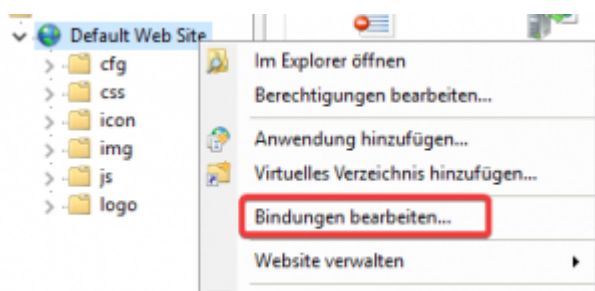 Default Web Site
cfg
css
icon
img
js
logo
Im Explorer öffnen
Berechtigungen bearbeiten...
Anwendung hinzufügen...
Virtuelles Verzeichnis hinzufügen...
Bindungen bearbeiten...
Website verwalten